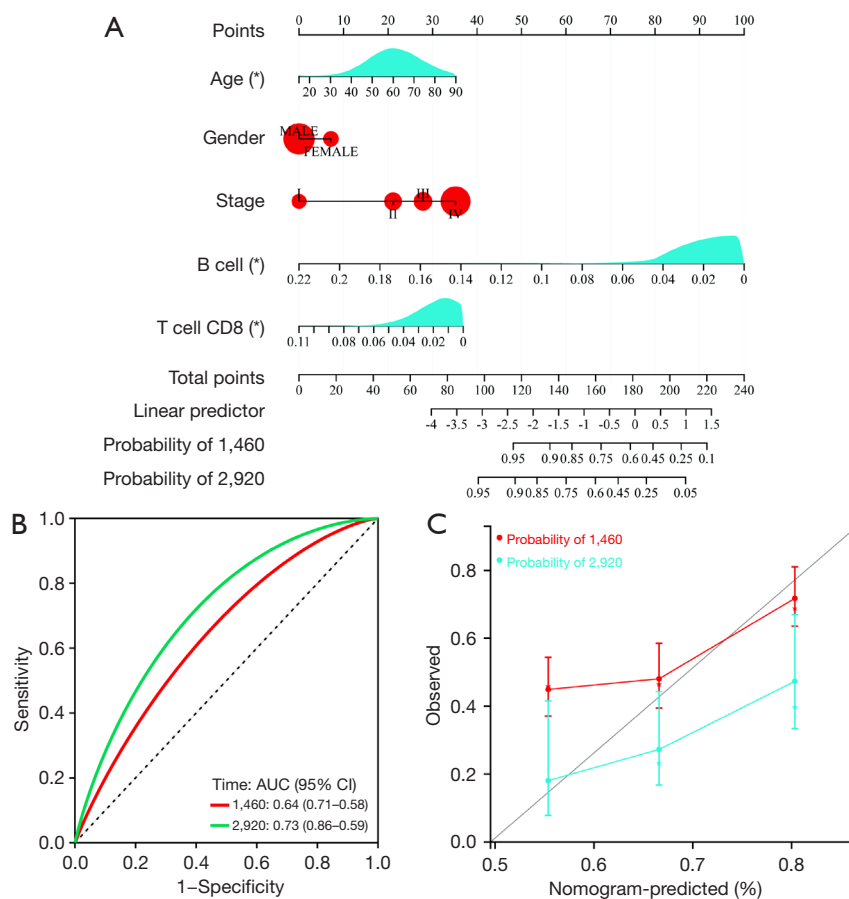 A
Points
0 10 20 30 40 50 60 70 80 90 100
Age (*)
20 30 40 50 60 70 80 90
Gender
MALE
FEMALE
Stage
I III
II IV
B cell (*)
0.22 0.2 0.18 0.16 0.14 0.12 0.1 0.08 0.06 0.04 0.02 0
T cell CD8 (*)
0.11 0.08 0.06 0.04 0.02 0
Total points
0 20 40 60 80 100 120 140 160 180 200 220 240
Linear predictor
-4 -3.5 -3 -2.5 -2 -1.5 -1 -0.5 0 0.5 1 1.5
Probability of 1,460
0.95 0.9 0.85 0.75 0.6 0.45 0.25 0.1
Probability of 2,920
0.95 0.9 0.85 0.75 0.6 0.45 0.25 0.05
B
Sensitivity
1.0
0.8
0.6
0.4
0.2
0.0
Time: AUC (95% CI)
1,460: 0.64 (0.71–0.58)
2,920: 0.73 (0.86–0.59)
0.0 0.2 0.4 0.6 0.8 1.0
1–Specificity
C
Probability of 1,460
Probability of 2,920
Observed
0.8
0.6
0.4
0.2
0.0
0.5 0.6 0.7 0.8
Nomogram-predicted (%)